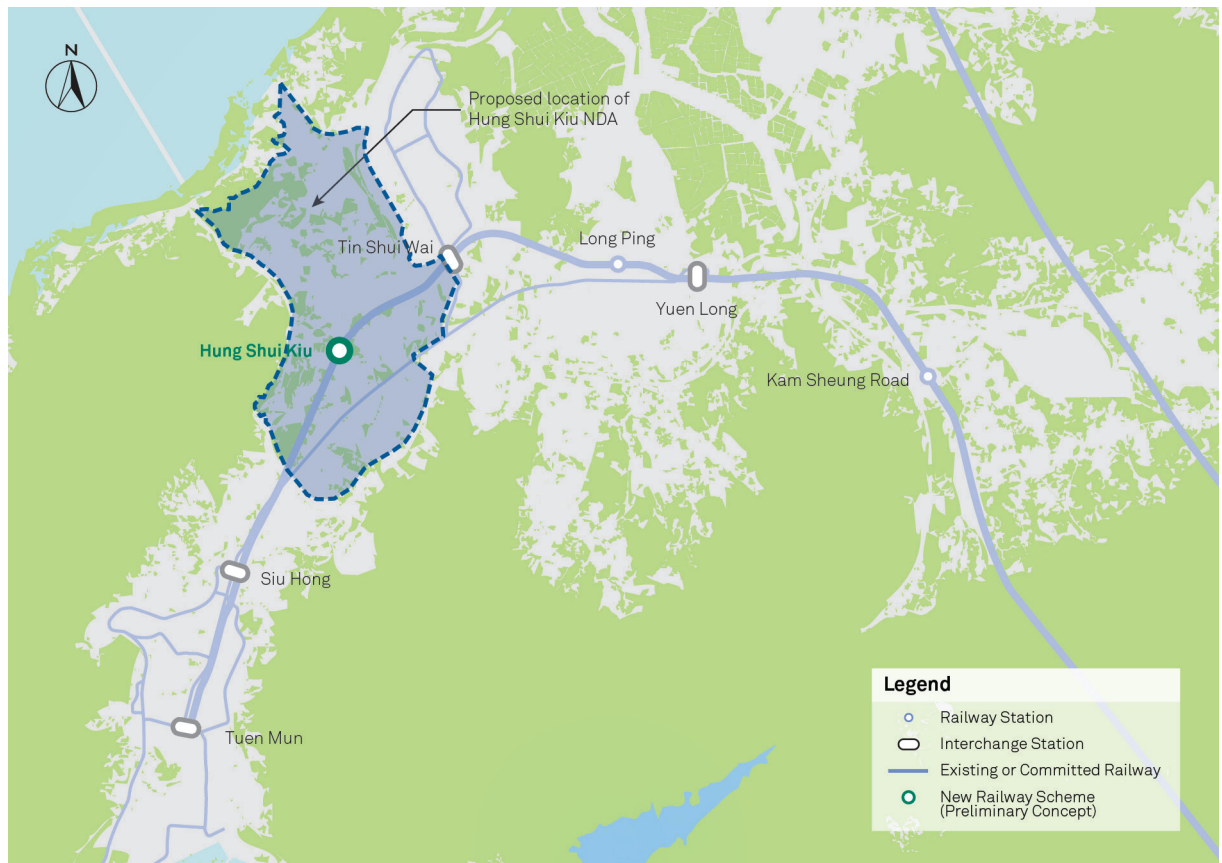 N
Proposed location of
Hung Shui Kiu NDA
Tin Shui Wai
Long Ping
Yuen Long
Hung Shui Kiu
Kam Sheung Road
Siu Hong
Tuen Mun
Legend
Railway Station
Interchange Station
Existing or Committed Railway
New Railway Scheme
(Preliminary Concept)